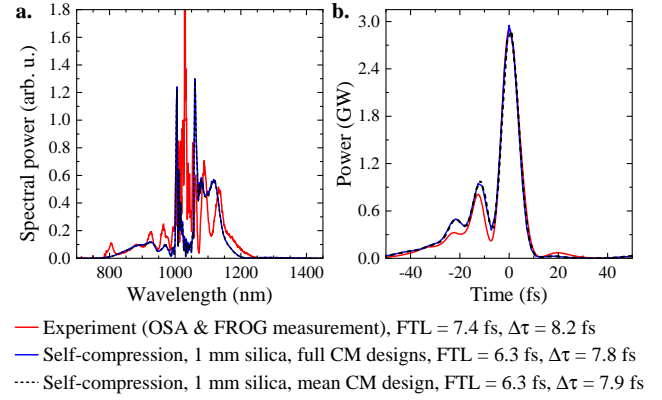 a.
b.
1.8
1.6
1.4
1.2
1.0
0.8
0.6
0.4
0.2
0.0
Spectral power (arb. u.)
800 1000 1200 1400
Wavelength (nm)
3.0
2.4
1.8
1.2
0.6
0.0
Power (GW)
-40 -20 0 20 40
Time (fs)
Experiment (OSA & FROG measurement), FTL = 7.4 fs, Δτ = 8.2 fs
Self-compression, 1 mm silica, full CM designs, FTL = 6.3 fs, Δτ = 7.8 fs
Self-compression, 1 mm silica, mean CM design, FTL = 6.3 fs, Δτ = 7.9 fs